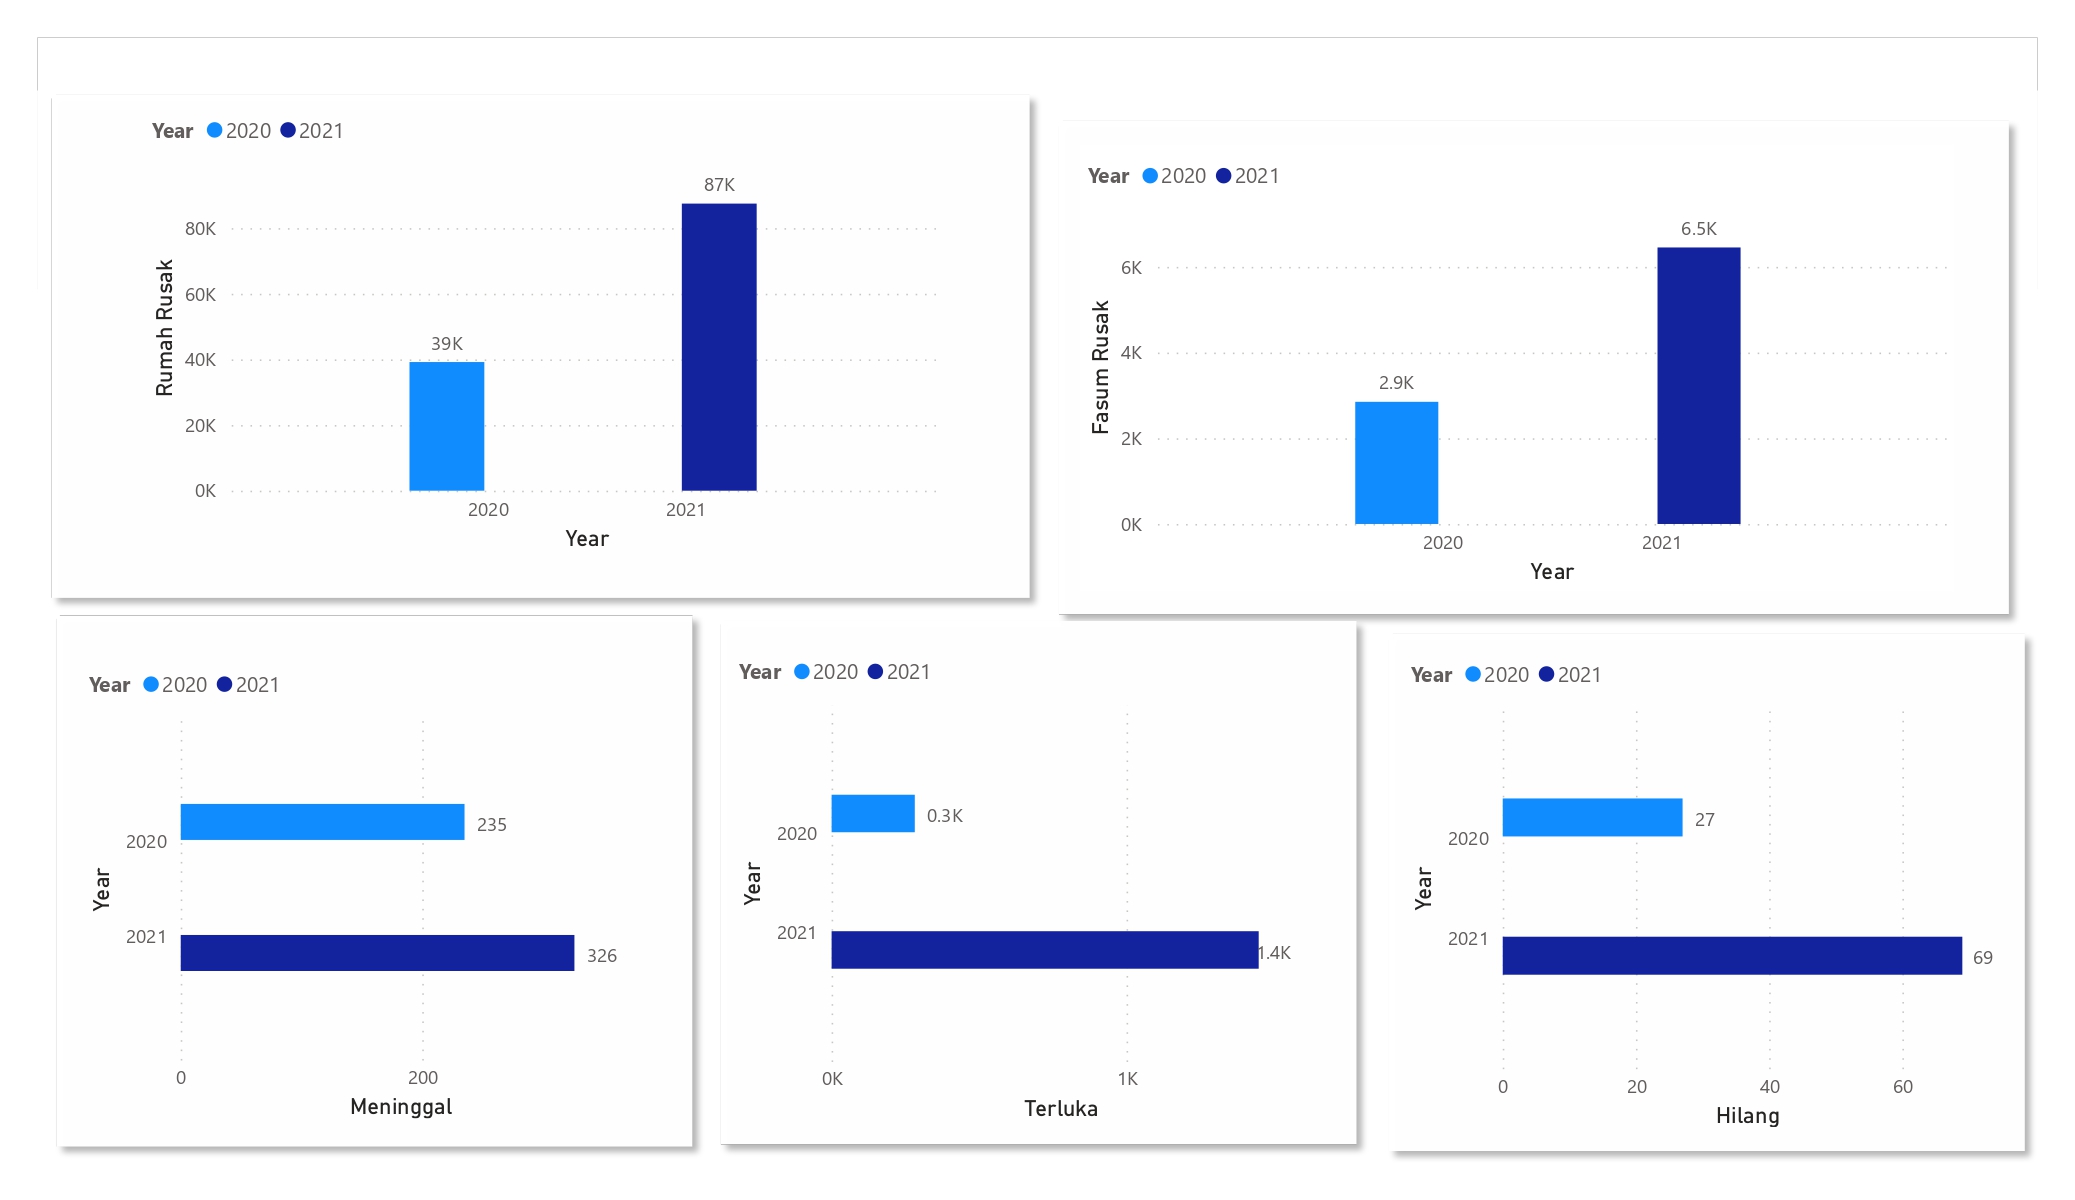 Year 2020 2021
87K
80K
60K
39K
40K
20K
0K
Rumah Rusak
2020 2021
Year
Year 2020 2021
6.5K
6K
4K
2.9K
2K
0K
Fasum Rusak
2020 2021
Year
Year 2020 2021
235
2020
Year
2021
326
0 200
Meninggal
Year 2020 2021
0.3K
2020
Year
2021
1.4K
0K 1K
Terluka
Year 2020 2021
27
2020
Year
2021
69
0 20 40 60
Hilang